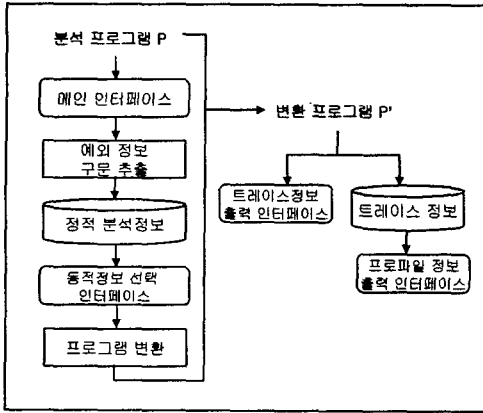 분석 프로그램 P
메인 인터페이스
예외 정보
구문 추출
정적 분석정보
동적정보 선택
인터페이스
프로그램 변환
변환 프로그램 P'
트레이스정보
출력 인터페이스
트레이스 정보
프로파일 정보
출력 인터페이스